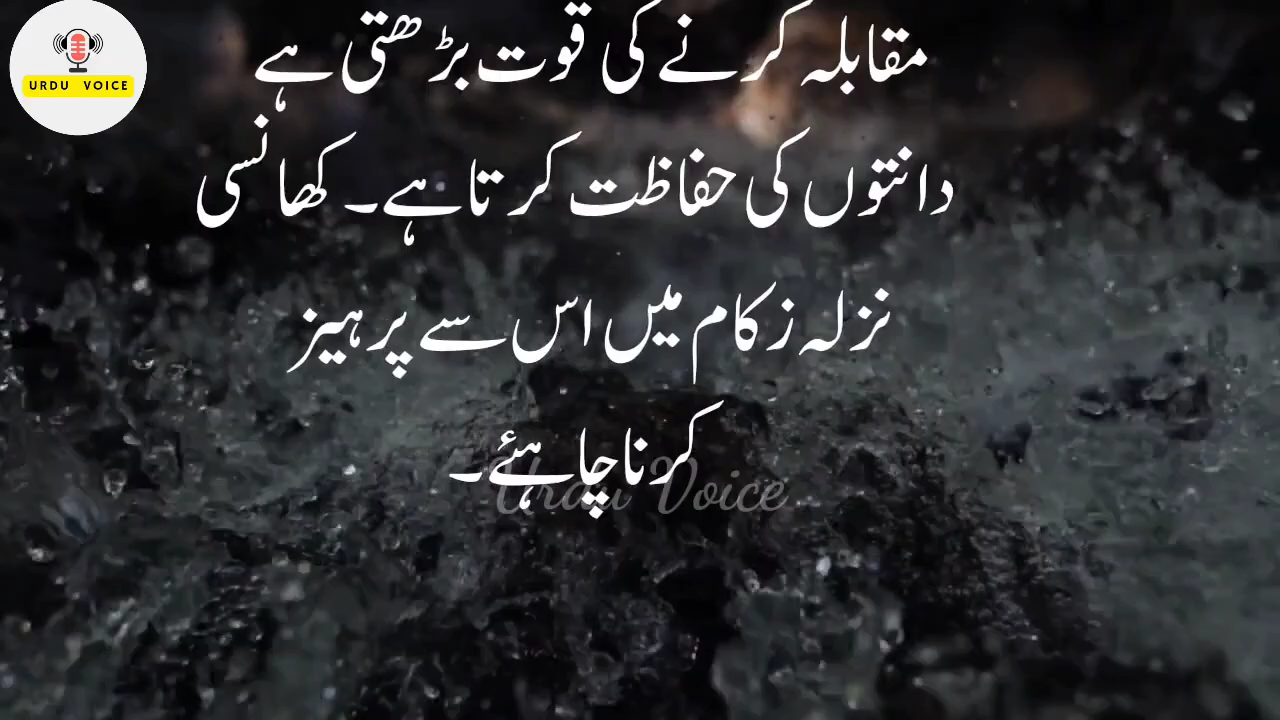 URDU VOICE
مقابلہ کرنے کی قوت بڑھتی ہے
دانتوں کی حفاظت کرتا ہے۔ کھانسی
نزلہ زکام میں اس سے پرہیز
کرنا چاہئے۔
Urdu Voice